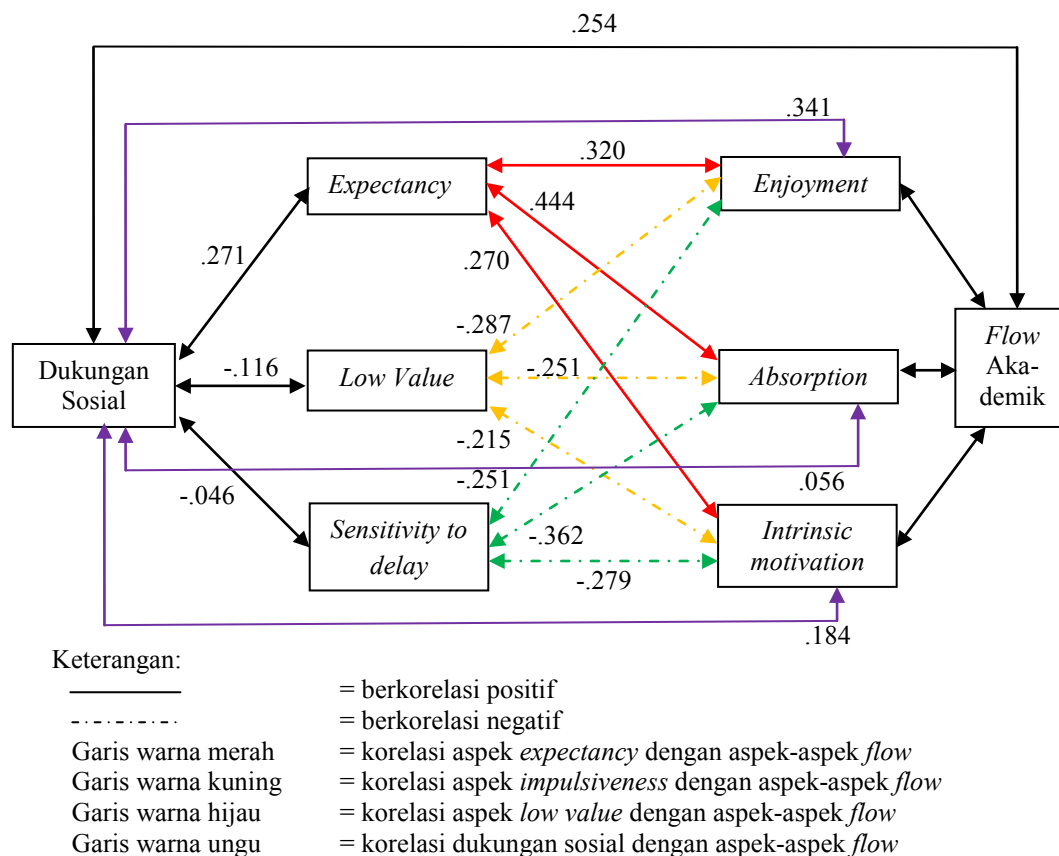 .254
.341
.320
Expectancy
Enjoyment
.444
.271
.270
-.287
Flow
Aka-
demik
Dukungan
Sosial
-.116
Low Value
-.251
Absorption
-.215
-.251
.056
-.046
Sensitivity to
delay
-.362
-.279
Intrinsic
motivation
.184
Keterangan:
= berkorelasi positif
= berkorelasi negatif
Garis warna merah = korelasi aspek expectancy dengan aspek-aspek flow
Garis warna kuning = korelasi aspek impulsiveness dengan aspek-aspek flow
Garis warna hijau = korelasi aspek low value dengan aspek-aspek flow
Garis warna ungu = korelasi dukungan sosial dengan aspek-aspek flow